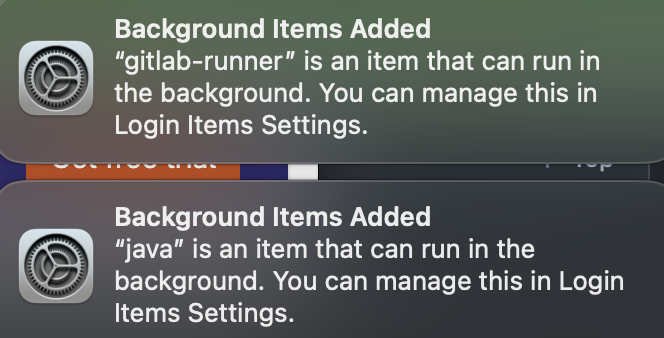 Background Items Added
“gitlab-runner” is an item that can run in
the background. You can manage this in
Login Items Settings.
Background Items Added
“java” is an item that can run in the
background. You can manage this in Login
Items Settings.